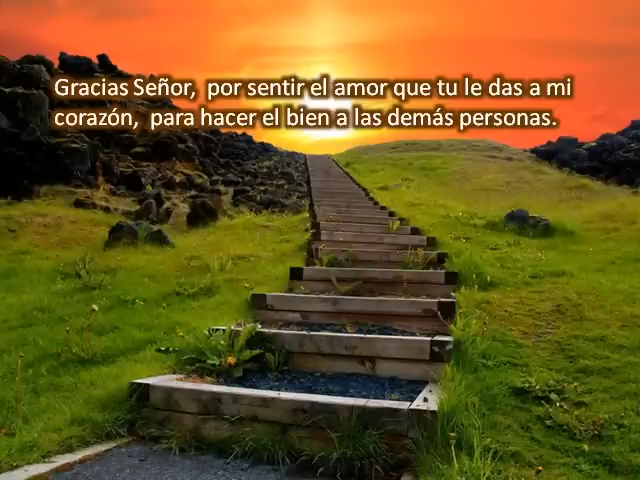 Gracias Señor,  por sentir el amor que tu le das a mi
corazón,  para hacer el bien a las demás personas.